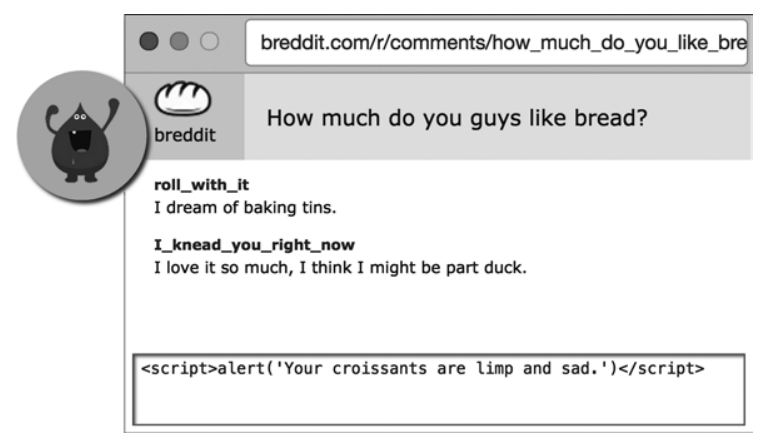 breddit.com/r/comments/how_much_do_you_like_bre
breddit
How much do you guys like bread?
roll_with_it
I dream of baking tins.
I_knead_you_right_now
I love it so much, I think I might be part duck.
<script>alert('Your croissants are limp and sad.')</script>